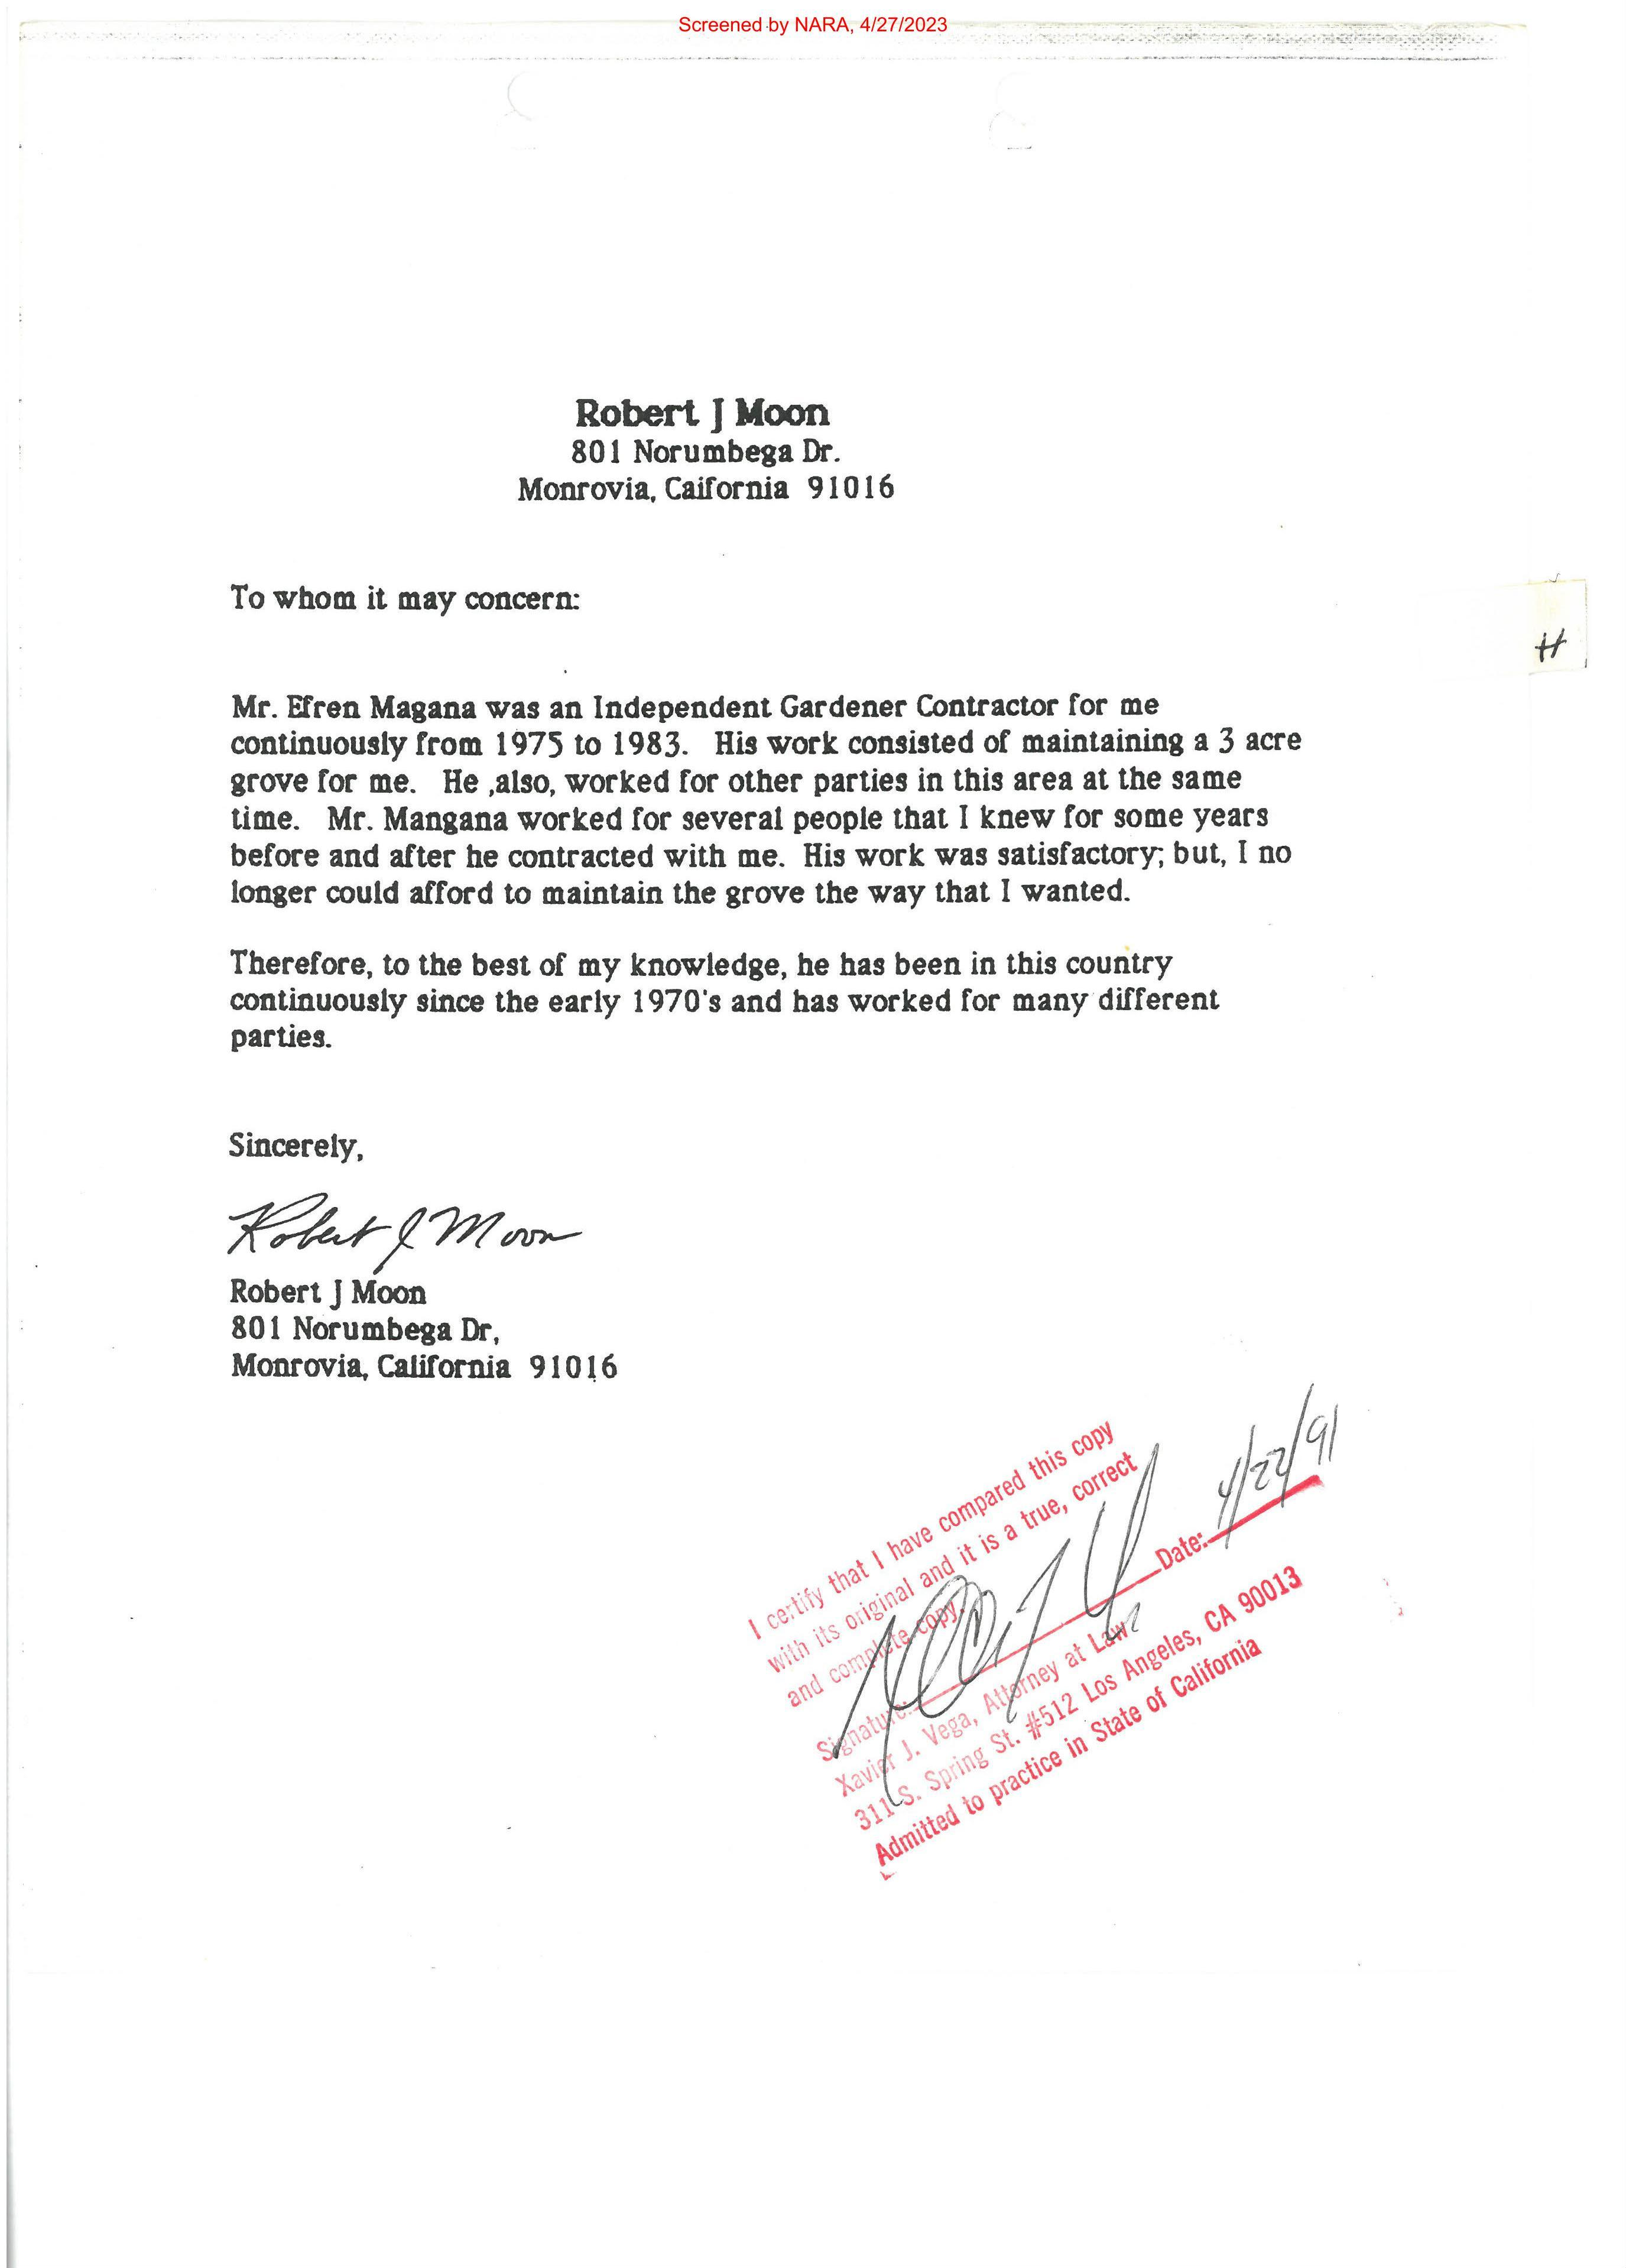 Screened by NARA, 4/27/2023
Robert J Moon
801 Norumbega Dr.
Monrovia, Caifornia 91016
To whom it may concern:
H
Mr. Efren Magana was an Independent Gardener Contractor for me
continuously from 1975 to 1983. His work consisted of maintaining a 3 acre
grove for me. He ,also, worked for other parties in this area at the same
time. Mr. Mangana worked for several people that I knew for some years
before and after he contracted with me. His work was satisfactory; but, I no
longer could afford to maintain the grove the way that I wanted.
Therefore, to the best of my knowledge, he has been in this country
continuously since the early 1970's and has worked for many different
parties.
Sincerely,
Robert J Moon
Robert J Moon
801 Norumbega Dr,
Monrovia, California 91016
I certify that I have compared this copy
with its original and it is a true, correct
and complete copy.
Signature: Date: 4/22/91
Xavier J. Vega, Attorney at Law
311 S. Spring St. #512 Los Angeles, CA 90013
Admitted to practice in State of California